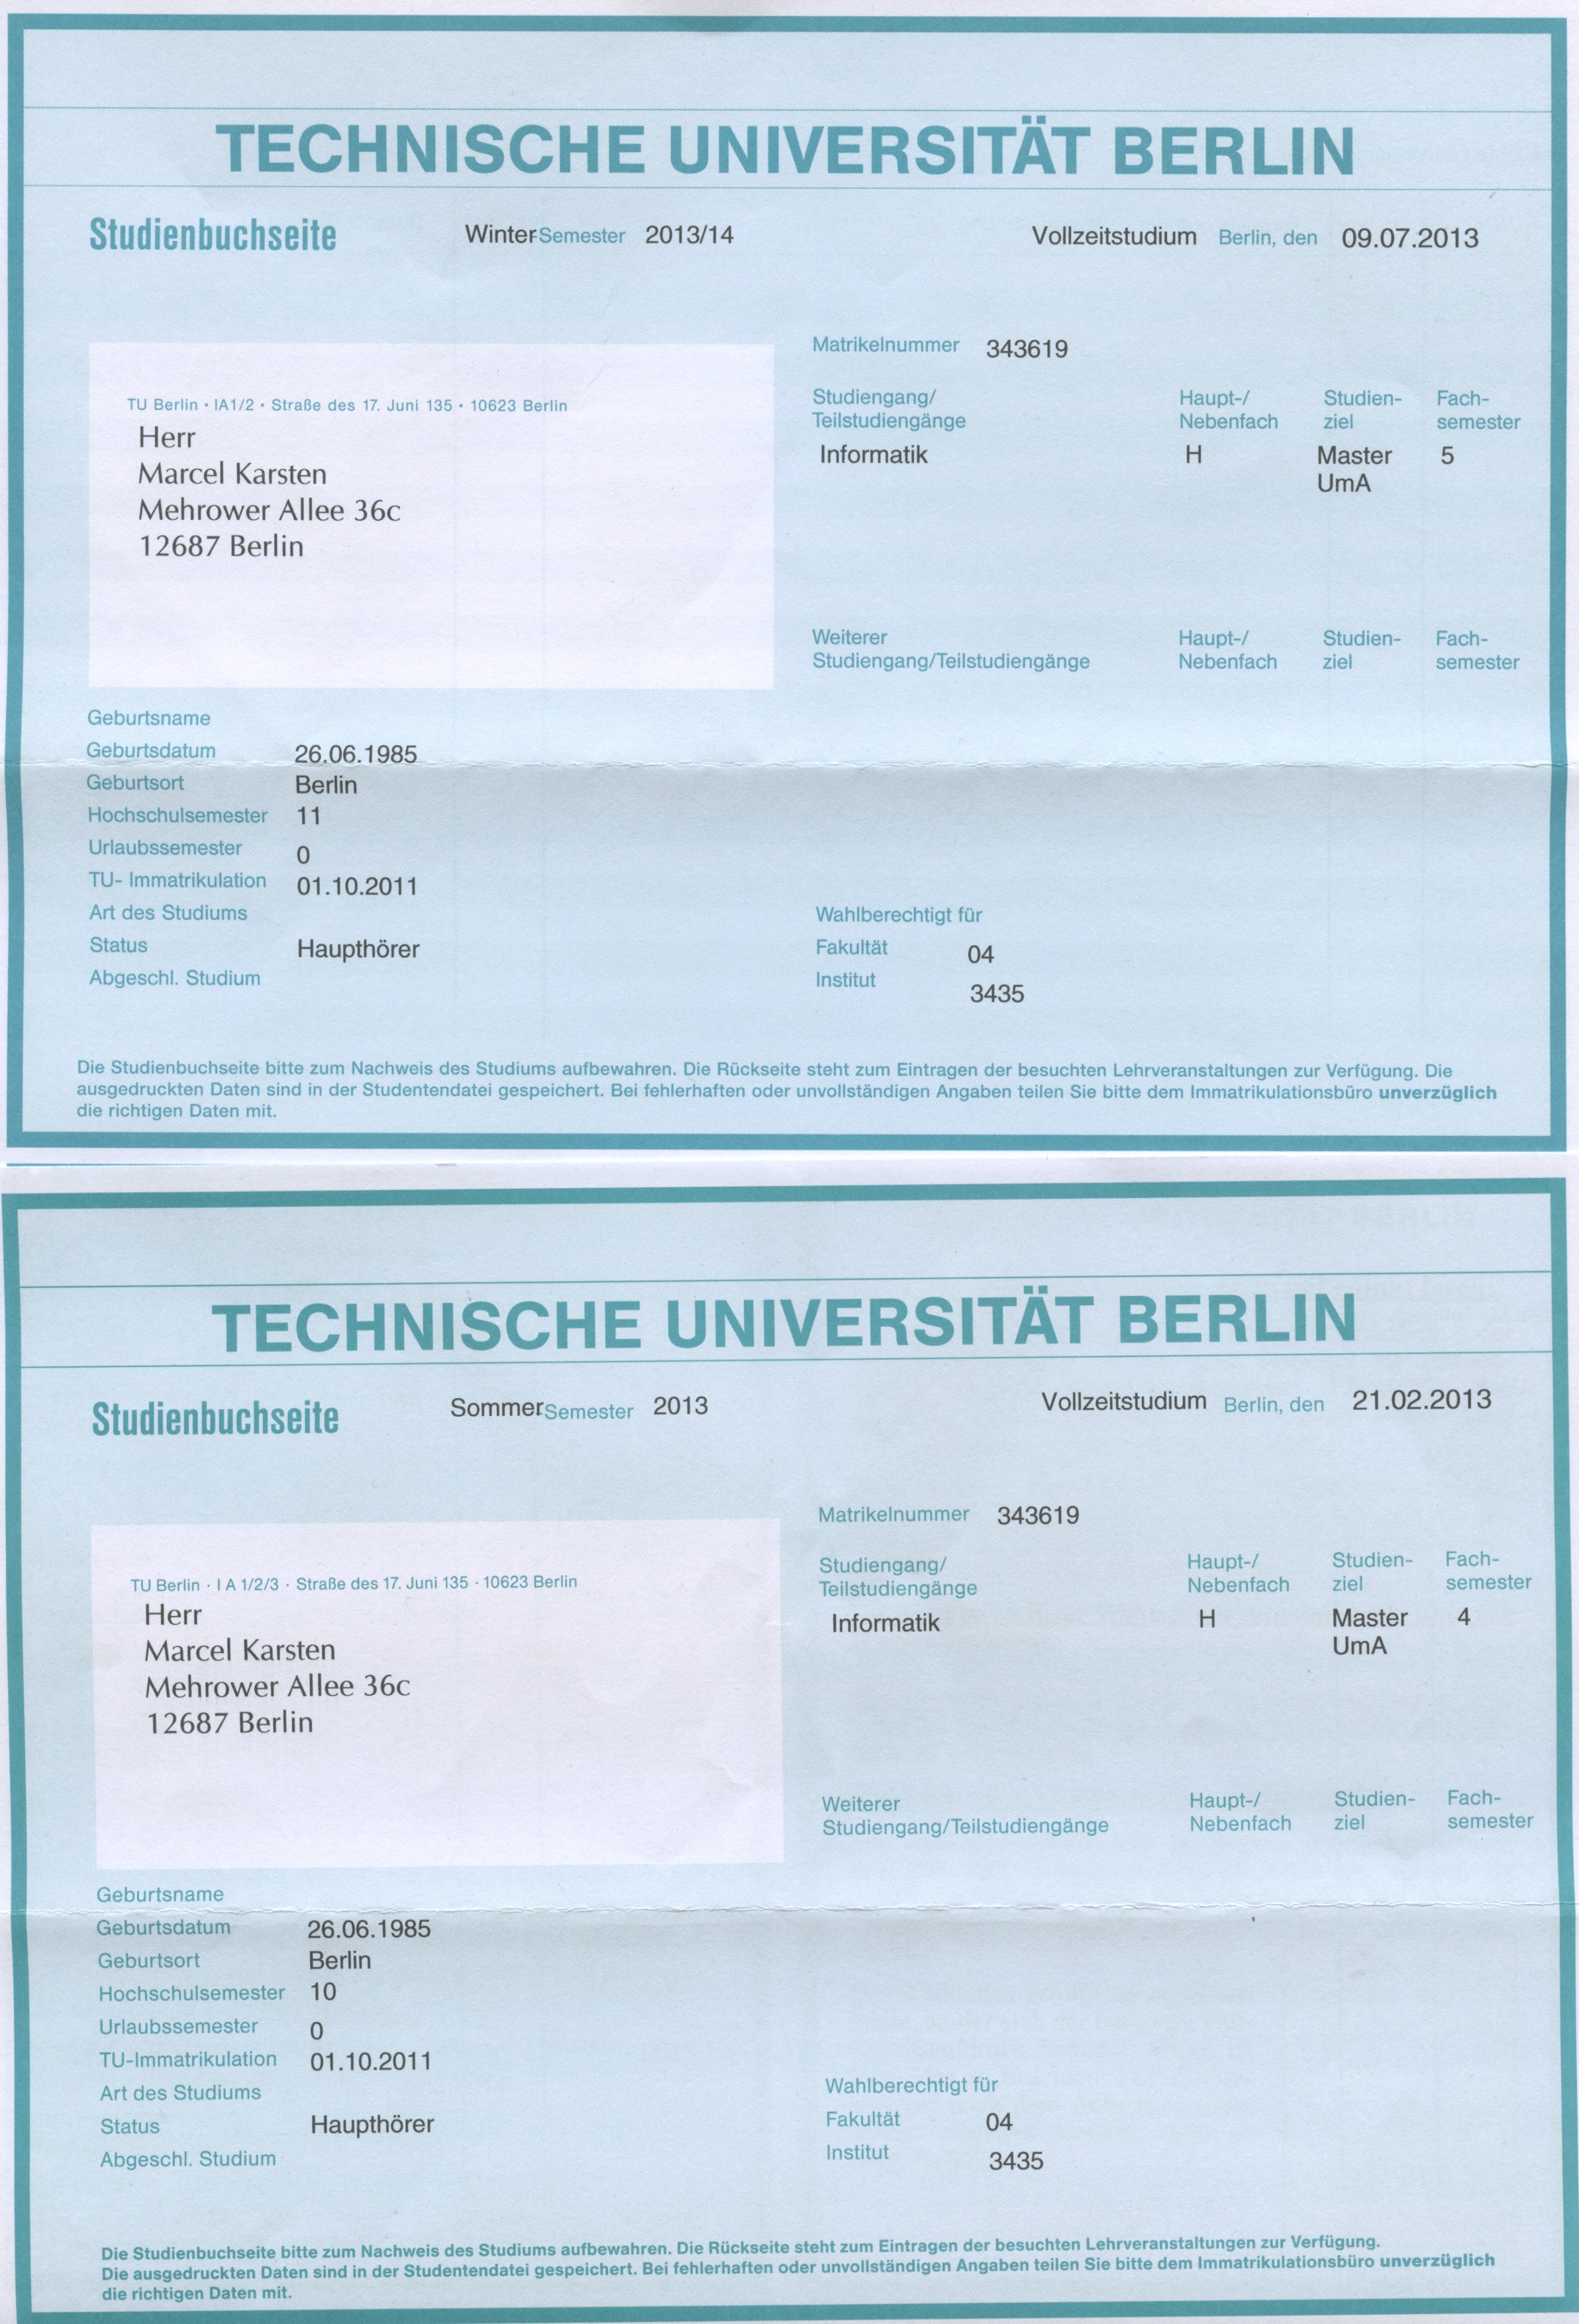 TECHNISCHE UNIVERSITÄT BERLIN
Studienbuchseite Winter Semester 2013/14 Vollzeitstudium Berlin, den 09.07.2013
Matrikelnummer 343619
TU Berlin · IA1/2 · Straße des 17. Juni 135 · 10623 Berlin
Herr
Marcel Karsten
Mehrower Allee 36c
12687 Berlin
Studiengang/ Haupt-/ Studien- Fach-
Teilstudiengänge Nebenfach ziel semester
Informatik H Master 5
UmA
Weiterer Haupt-/ Studien- Fach-
Studiengang/Teilstudiengänge Nebenfach ziel semester
Geburtsname
Geburtsdatum 26.06.1985
Geburtsort Berlin
Hochschulsemester 11
Urlaubssemester 0
TU- Immatrikulation 01.10.2011
Art des Studiums
Status Haupthörer
Abgeschl. Studium
Wahlberechtigt für
Fakultät 04
Institut 3435
Die Studienbuchseite bitte zum Nachweis des Studiums aufbewahren. Die Rückseite steht zum Eintragen der besuchten Lehrveranstaltungen zur Verfügung. Die
ausgedruckten Daten sind in der Studentendatei gespeichert. Bei fehlerhaften oder unvollständigen Angaben teilen Sie bitte dem Immatrikulationsbüro unverzüglich
die richtigen Daten mit.
TECHNISCHE UNIVERSITÄT BERLIN
Studienbuchseite Sommer Semester 2013 Vollzeitstudium Berlin, den 21.02.2013
Matrikelnummer 343619
TU Berlin · I A 1/2/3 · Straße des 17. Juni 135 · 10623 Berlin
Herr
Marcel Karsten
Mehrower Allee 36c
12687 Berlin
Studiengang/ Haupt-/ Studien- Fach-
Teilstudiengänge Nebenfach ziel semester
Informatik H Master 4
UmA
Weiterer Haupt-/ Studien- Fach-
Studiengang/Teilstudiengänge Nebenfach ziel semester
Geburtsname
Geburtsdatum 26.06.1985
Geburtsort Berlin
Hochschulsemester 10
Urlaubssemester 0
TU-Immatrikulation 01.10.2011
Art des Studiums
Status Haupthörer
Abgeschl. Studium
Wahlberechtigt für
Fakultät 04
Institut 3435
Die Studienbuchseite bitte zum Nachweis des Studiums aufbewahren. Die Rückseite steht zum Eintragen der besuchten Lehrveranstaltungen zur Verfügung.
Die ausgedruckten Daten sind in der Studentendatei gespeichert. Bei fehlerhaften oder unvollständigen Angaben teilen Sie bitte dem Immatrikulationsbüro unverzüglich
die richtigen Daten mit.